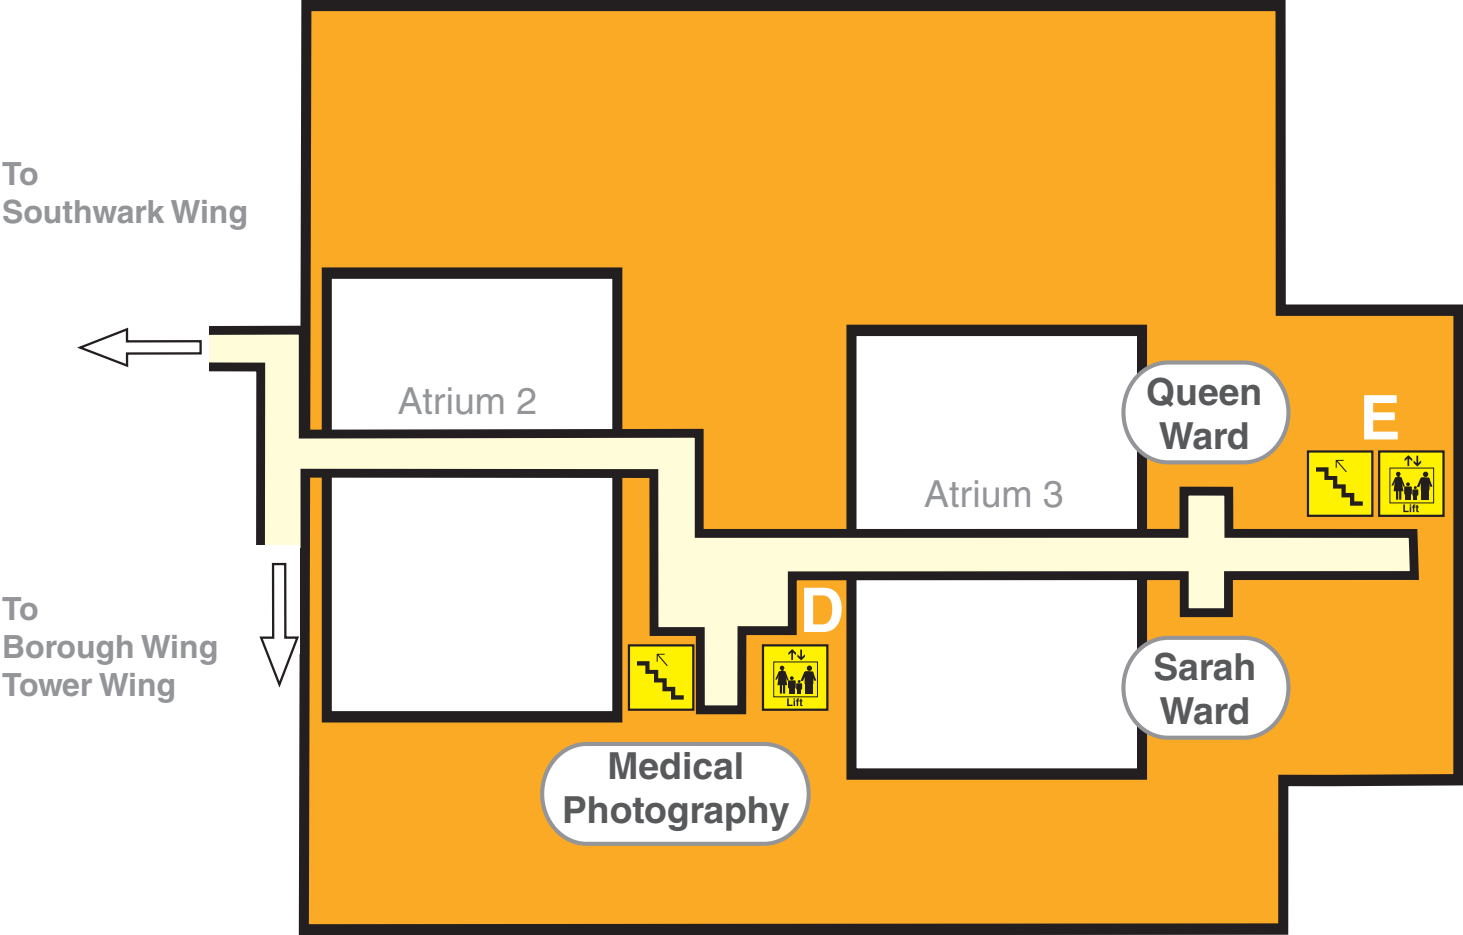 To
Southwark Wing
Atrium 2
Queen
Ward
E
Atrium 3
Lift
To
Borough Wing
Tower Wing
D
Lift
Sarah
Ward
Medical
Photography